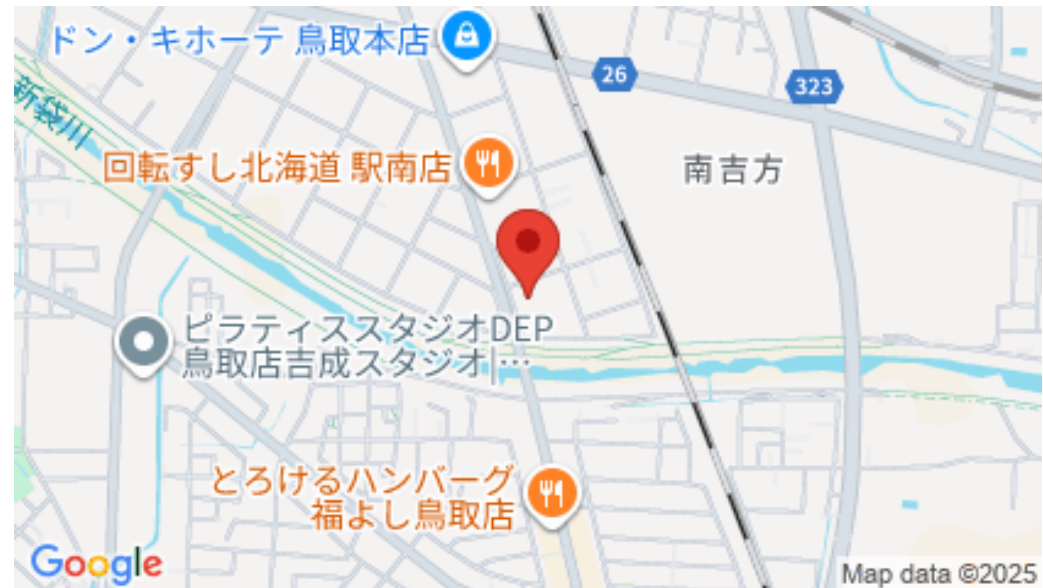 ドン・キホーテ 鳥取本店
26
323
新袋川
回転すし北海道 駅南店
南吉方
ピラティススタジオDEP
鳥取店吉成スタジオ|…
とろけるハンバーグ
福よし鳥取店
Google
Map data ©2025